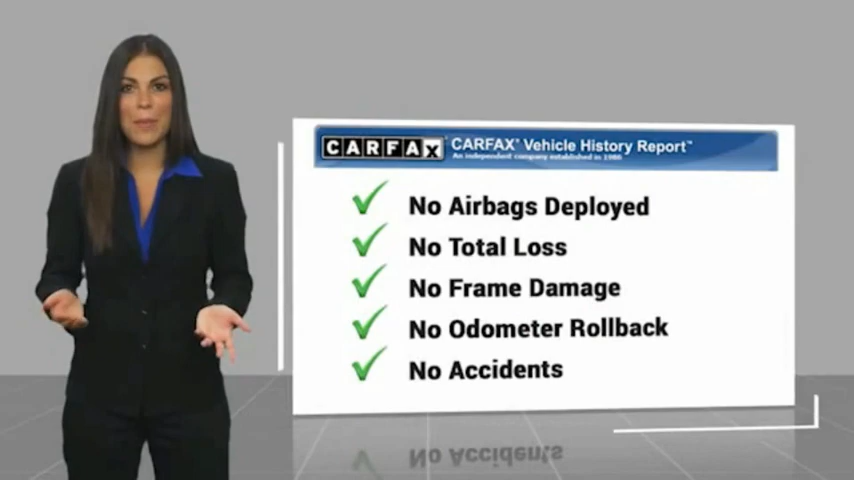 CARFAX CARFAX® Vehicle History Report™
An independent company established in 1986
No Airbags Deployed
No Total Loss
No Frame Damage
No Odometer Rollback
No Accidents
No Accidents